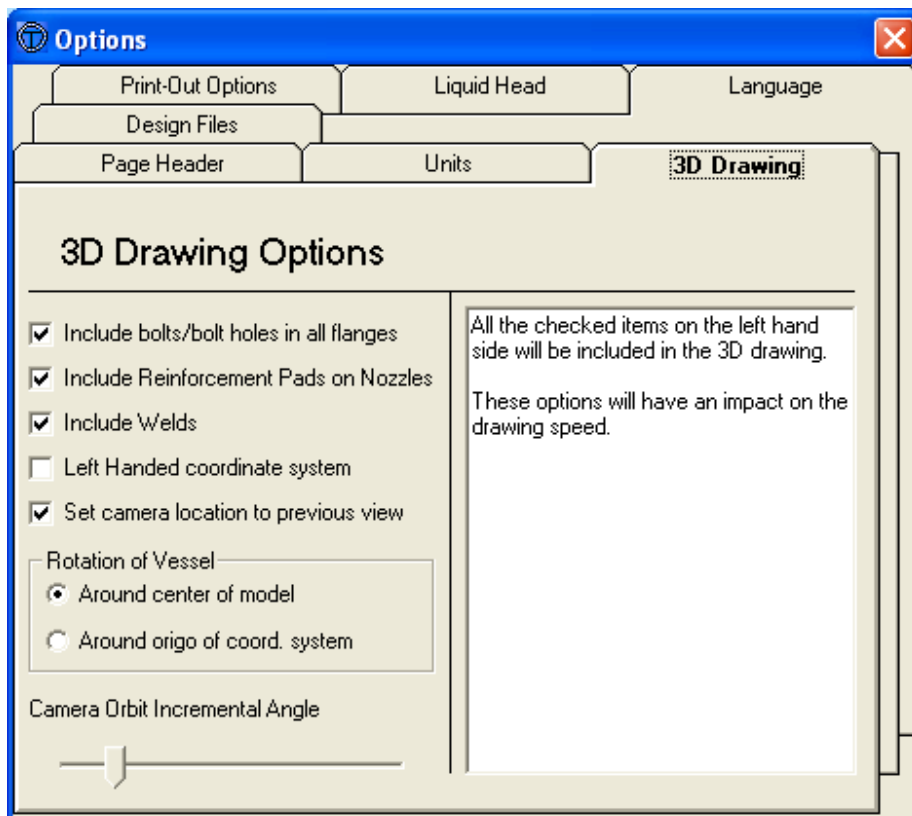 Options
Print-Out Options
Liquid Head
Language
Design Files
Page Header
Units
3D Drawing
3D Drawing Options
Include bolts/bolt holes in all flanges
Include Reinforcement Pads on Nozzles
Include Welds
Left Handed coordinate system
Set camera location to previous view
Rotation of Vessel
Around center of model
Around origo of coord. system
Camera Orbit Incremental Angle
All the checked items on the left hand
side will be included in the 3D drawing.
These options will have an impact on the
drawing speed.